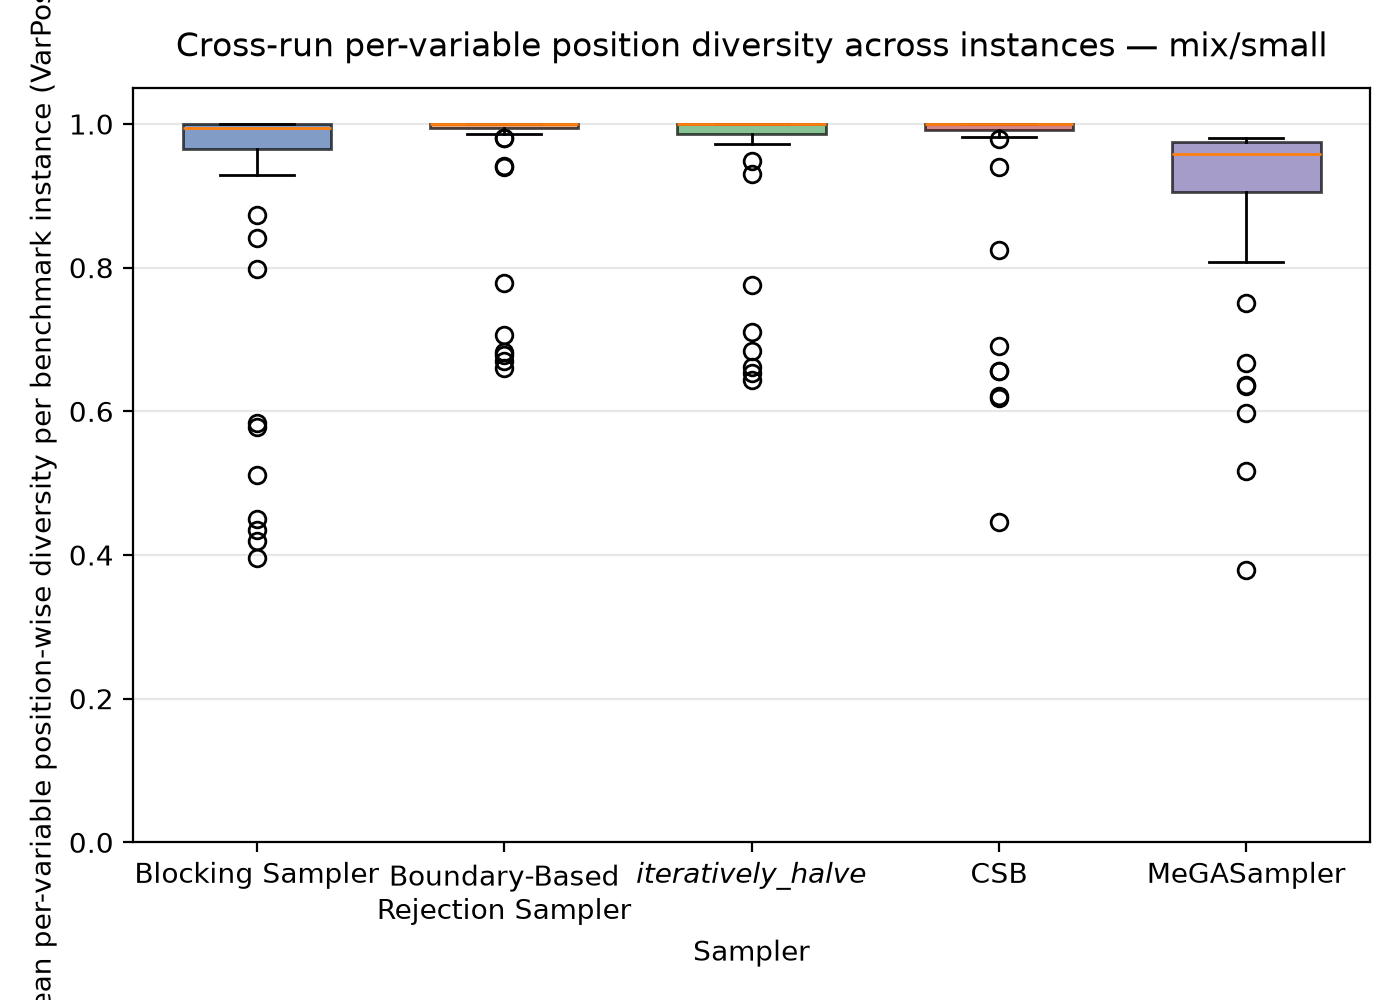 Cross-run per-variable position diversity across instances — mix/small
per-variable position-wise diversity per benchmark instance
1.0
0.8
0.6
0.4
0.2
0.0
Blocking Sampler
Boundary-Based
Rejection Sampler
iteratively_halve
CSB
MeGASampler
Sampler